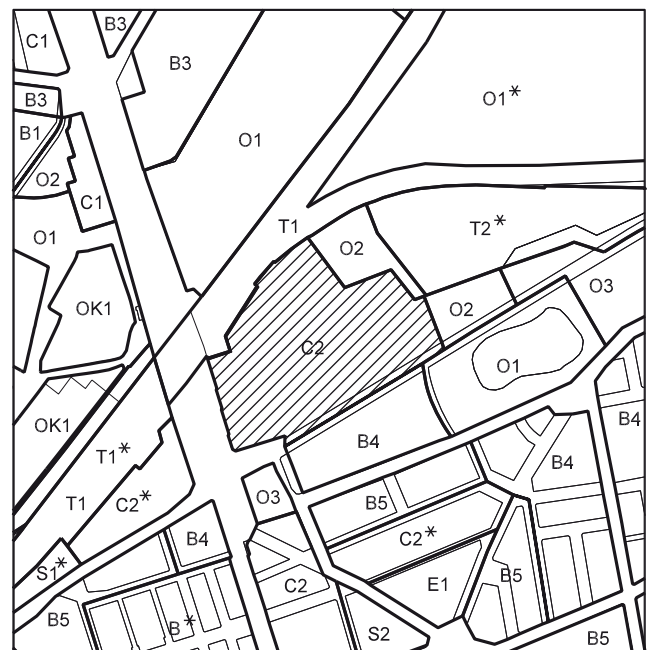 B3
C1
B3
O1*
B3
B1
O1
O2
C1
T1
T2*
O1
O2
O3
OK1
O2
C2
O1
OK1
B4
B4
T1*
B4
O3
T1
C2*
B5
B4
C2*
S1*
B5
E1
C2
B5
B*
S2
B5